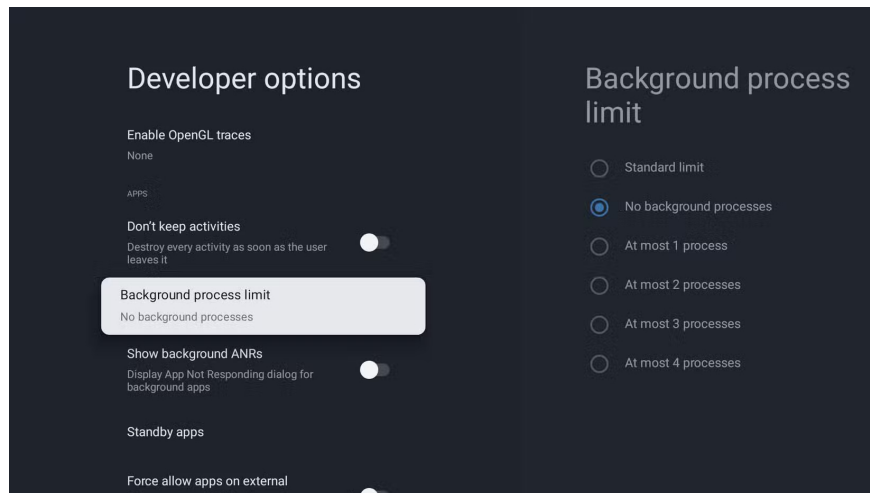 Developer options
Enable OpenGL traces
None
APPS
Don't keep activities
Destroy every activity as soon as the user
leaves it
Background process limit
No background processes
Show background ANRs
Display App Not Responding dialog for
background apps
Standby apps
Force allow apps on external
Background process
limit
Standard limit
No background processes
At most 1 process
At most 2 processes
At most 3 processes
At most 4 processes